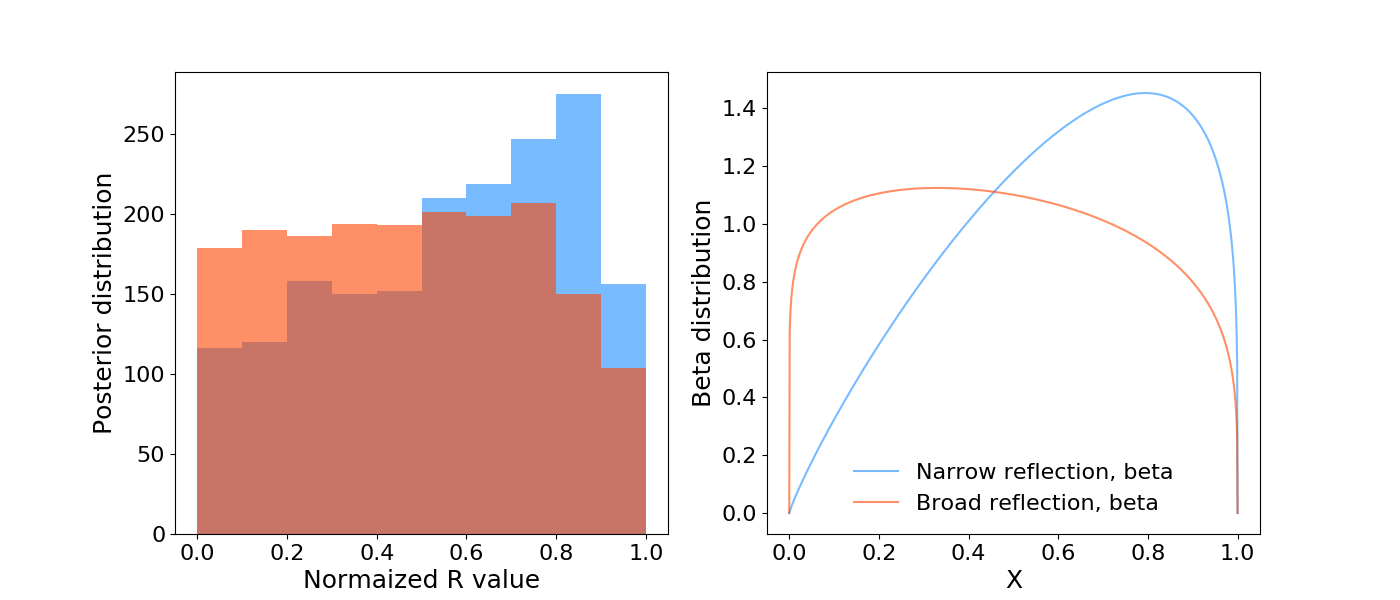 Posterior distribution
250
200
150
100
50
0
0.0 0.2 0.4 0.6 0.8 1.0
Normaized R value
Beta distribution
1.4
1.2
1.0
0.8
0.6
0.4
0.2
0.0
Narrow reflection, beta
Broad reflection, beta
0.0 0.2 0.4 0.6 0.8 1.0
X